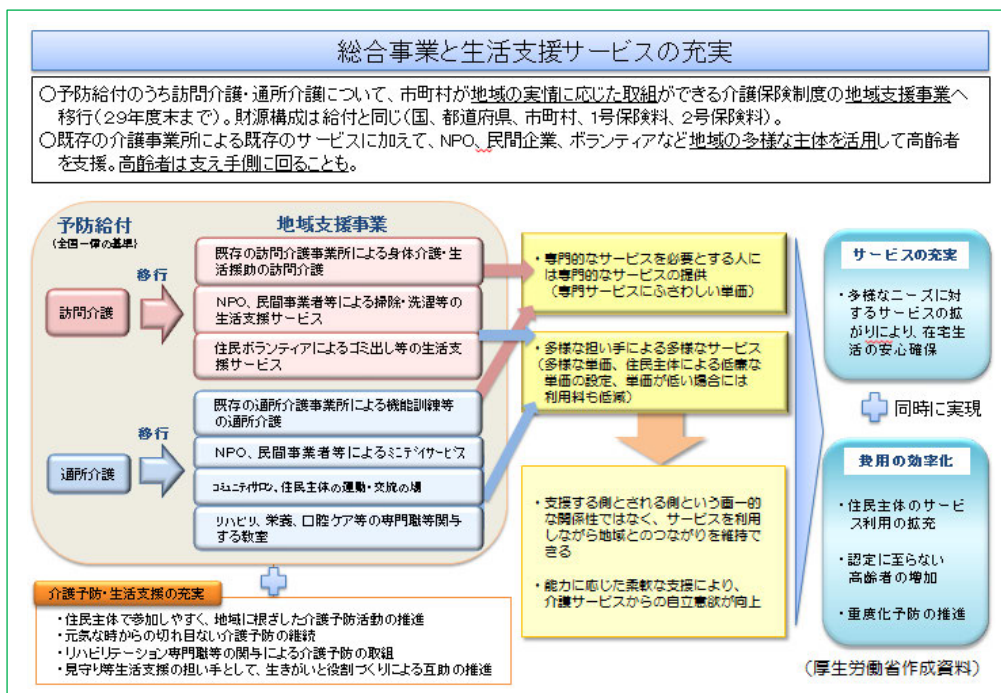 総合事業と生活支援サービスの充実
○予防給付のうち訪問介護・通所介護について、市町村が地域の実情に応じた取組ができる介護保険制度の地域支援事業へ
移行(29年度末まで)。財源構成は給付と同じ(国、都道府県、市町村、1号保険料、2号保険料)。
○既存の介護事業所による既存のサービスに加えて、NPO、民間企業、ボランティアなど地域の多様な主体を活用して高齢者
を支援。高齢者は支え手側に回ることも。
予防給付
(全国一律の基準)
移行
訪問介護
移行
通所介護
地域支援事業
既存の訪問介護事業所による身体介護・生
活援助の訪問介護
NPO、民間事業者等による掃除・洗濯等の
生活支援サービス
住民ボランティアによるゴミ出し等の生活支
援サービス
既存の通所介護事業所による機能訓練等
の通所介護
NPO、民間事業者等によるミニデイサービス
コミュニティサロン、住民主体の運動・交流の場
リハビリ、栄養、口腔ケア等の専門職等関与
する教室
・専門的なサービスを必要とする人に
は専門的なサービスの提供
(専門サービスにふさわしい単価)
・多様な担い手による多様なサービス
(多様な単価、住民主体による低廉な
単価の設定、単価が低い場合には
利用料も低減)
・支援する側とされる側という画一的
な関係性ではなく、サービスを利用
しながら地域とのつながりを維持で
きる
・能力に応じた柔軟な支援により、
介護サービスからの自立意欲が向上
サービスの充実
・多様なニーズに対
するサービスの拡
がりにより、在宅生
活の安心確保
同時に実現
費用の効率化
・住民主体のサービ
ス利用の拡充
・認定に至らない
高齢者の増加
・重度化予防の推進
介護予防・生活支援の充実
・住民主体で参加しやすく、地域に根ざした介護予防活動の推進
・元気な時からの切れ目ない介護予防の継続
・リハビリテーション専門職等の関与による介護予防の取組
・見守り等生活支援の担い手として、生きがいと役割づくりによる互助の推進
(厚生労働省作成資料)